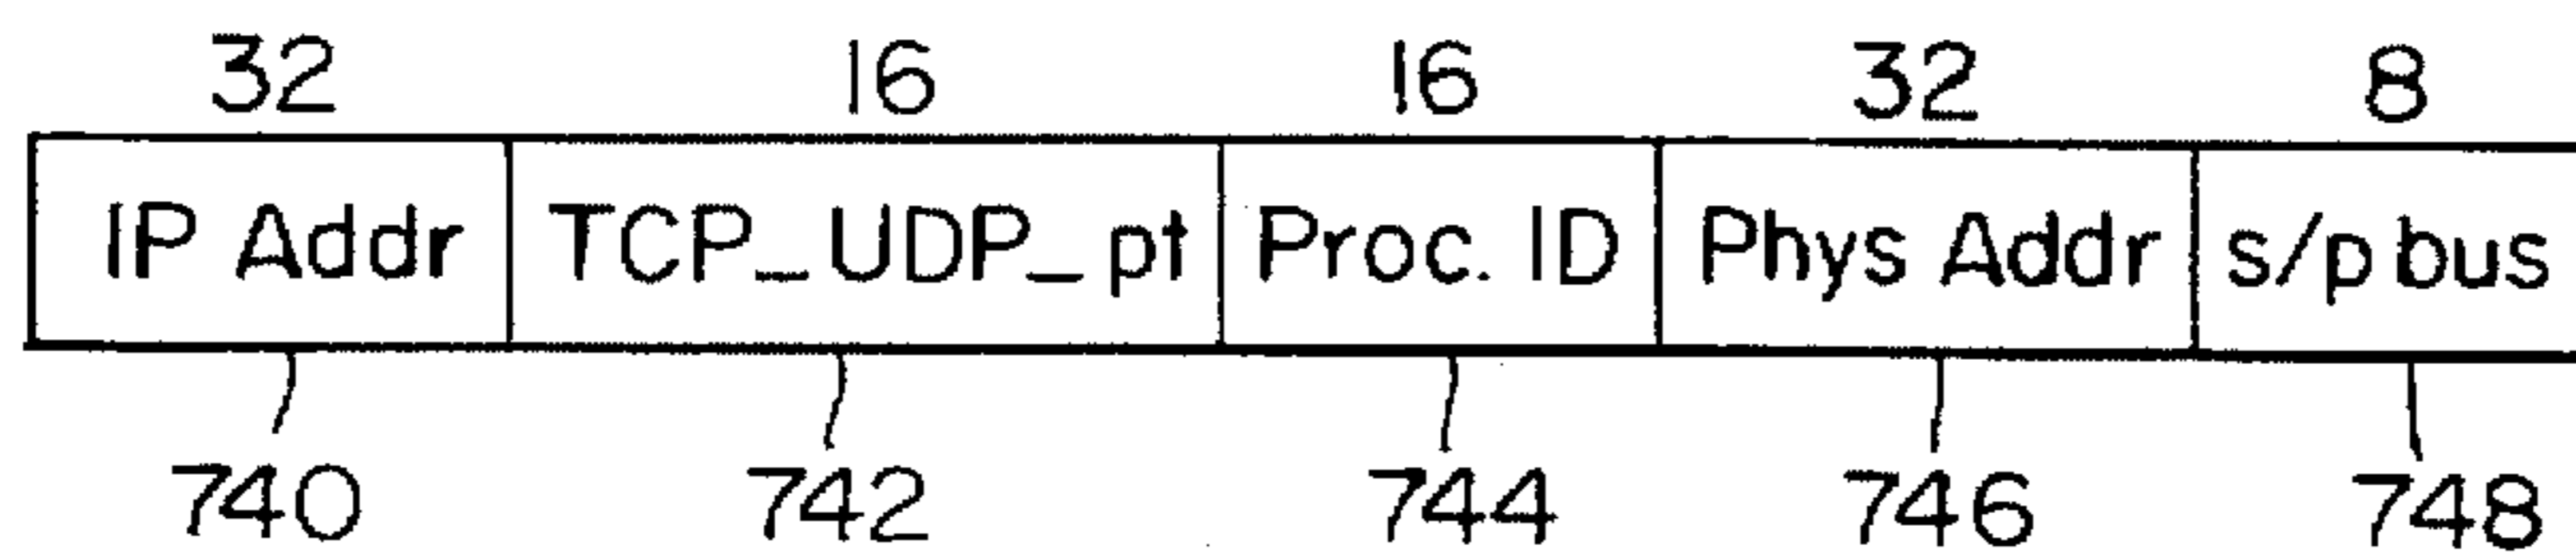 32 16 16 32 8
IP Addr TCP_UDP_pt Proc. ID Phys Addr s/p bus
740 742 744 746 748